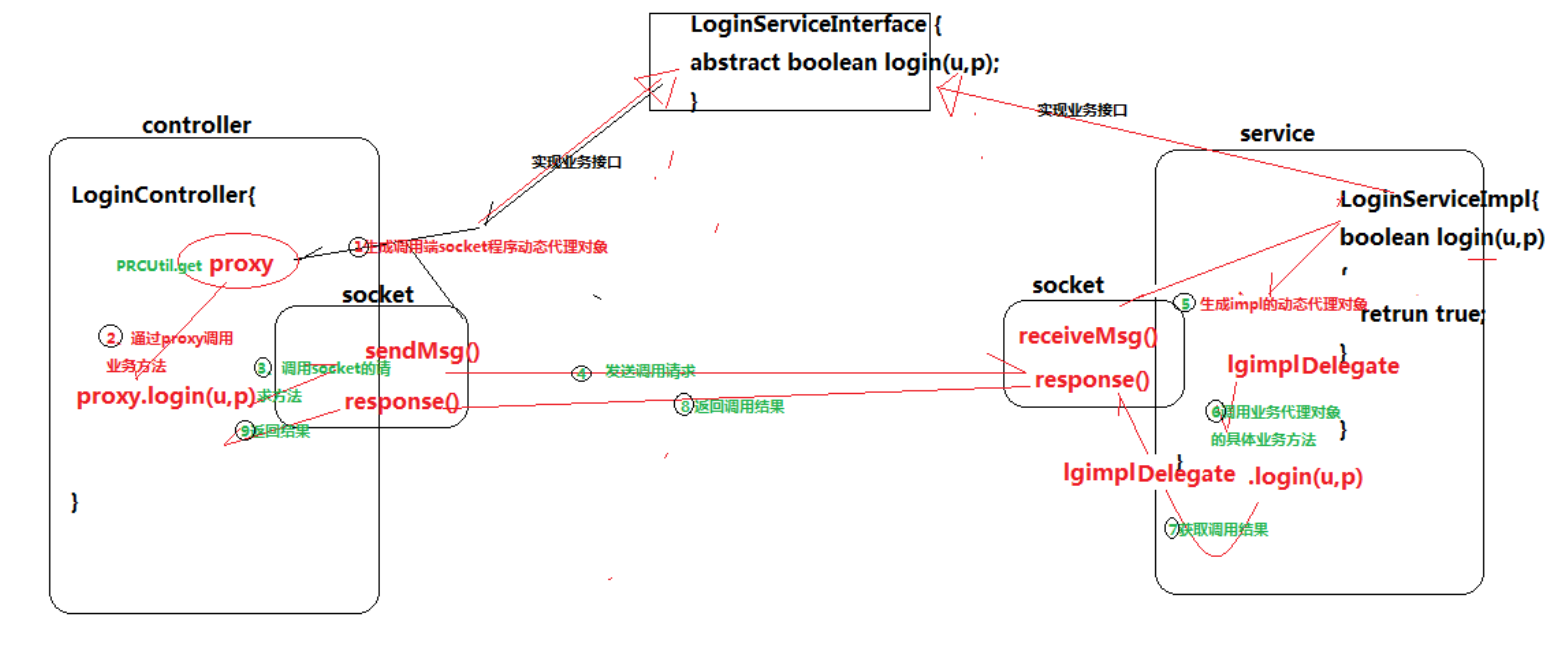 LoginServiceInterface {
abstract boolean login(u,p);
}
实现业务接口
实现业务接口
controller
LoginController{
PRCUtil.get proxy
1 生成调用端socket程序动态代理对象
2、通过proxy调用
业务方法
proxy.login(u,p)
socket
sendMsg()
3、调用socket的请
求方法
response()
9 返回结果
}
4 发送调用请求
8 返回调用结果
service
LoginServiceImpl{
boolean login(u,p)
{
retrun true;
}
socket
receiveMsg()
response()
5 生成impl的动态代理对象
lgimplDelegate
6 调用业务代理对象
的具体业务方法
}
}
lgimplDelegate .login(u,p)
7 获取调用结果